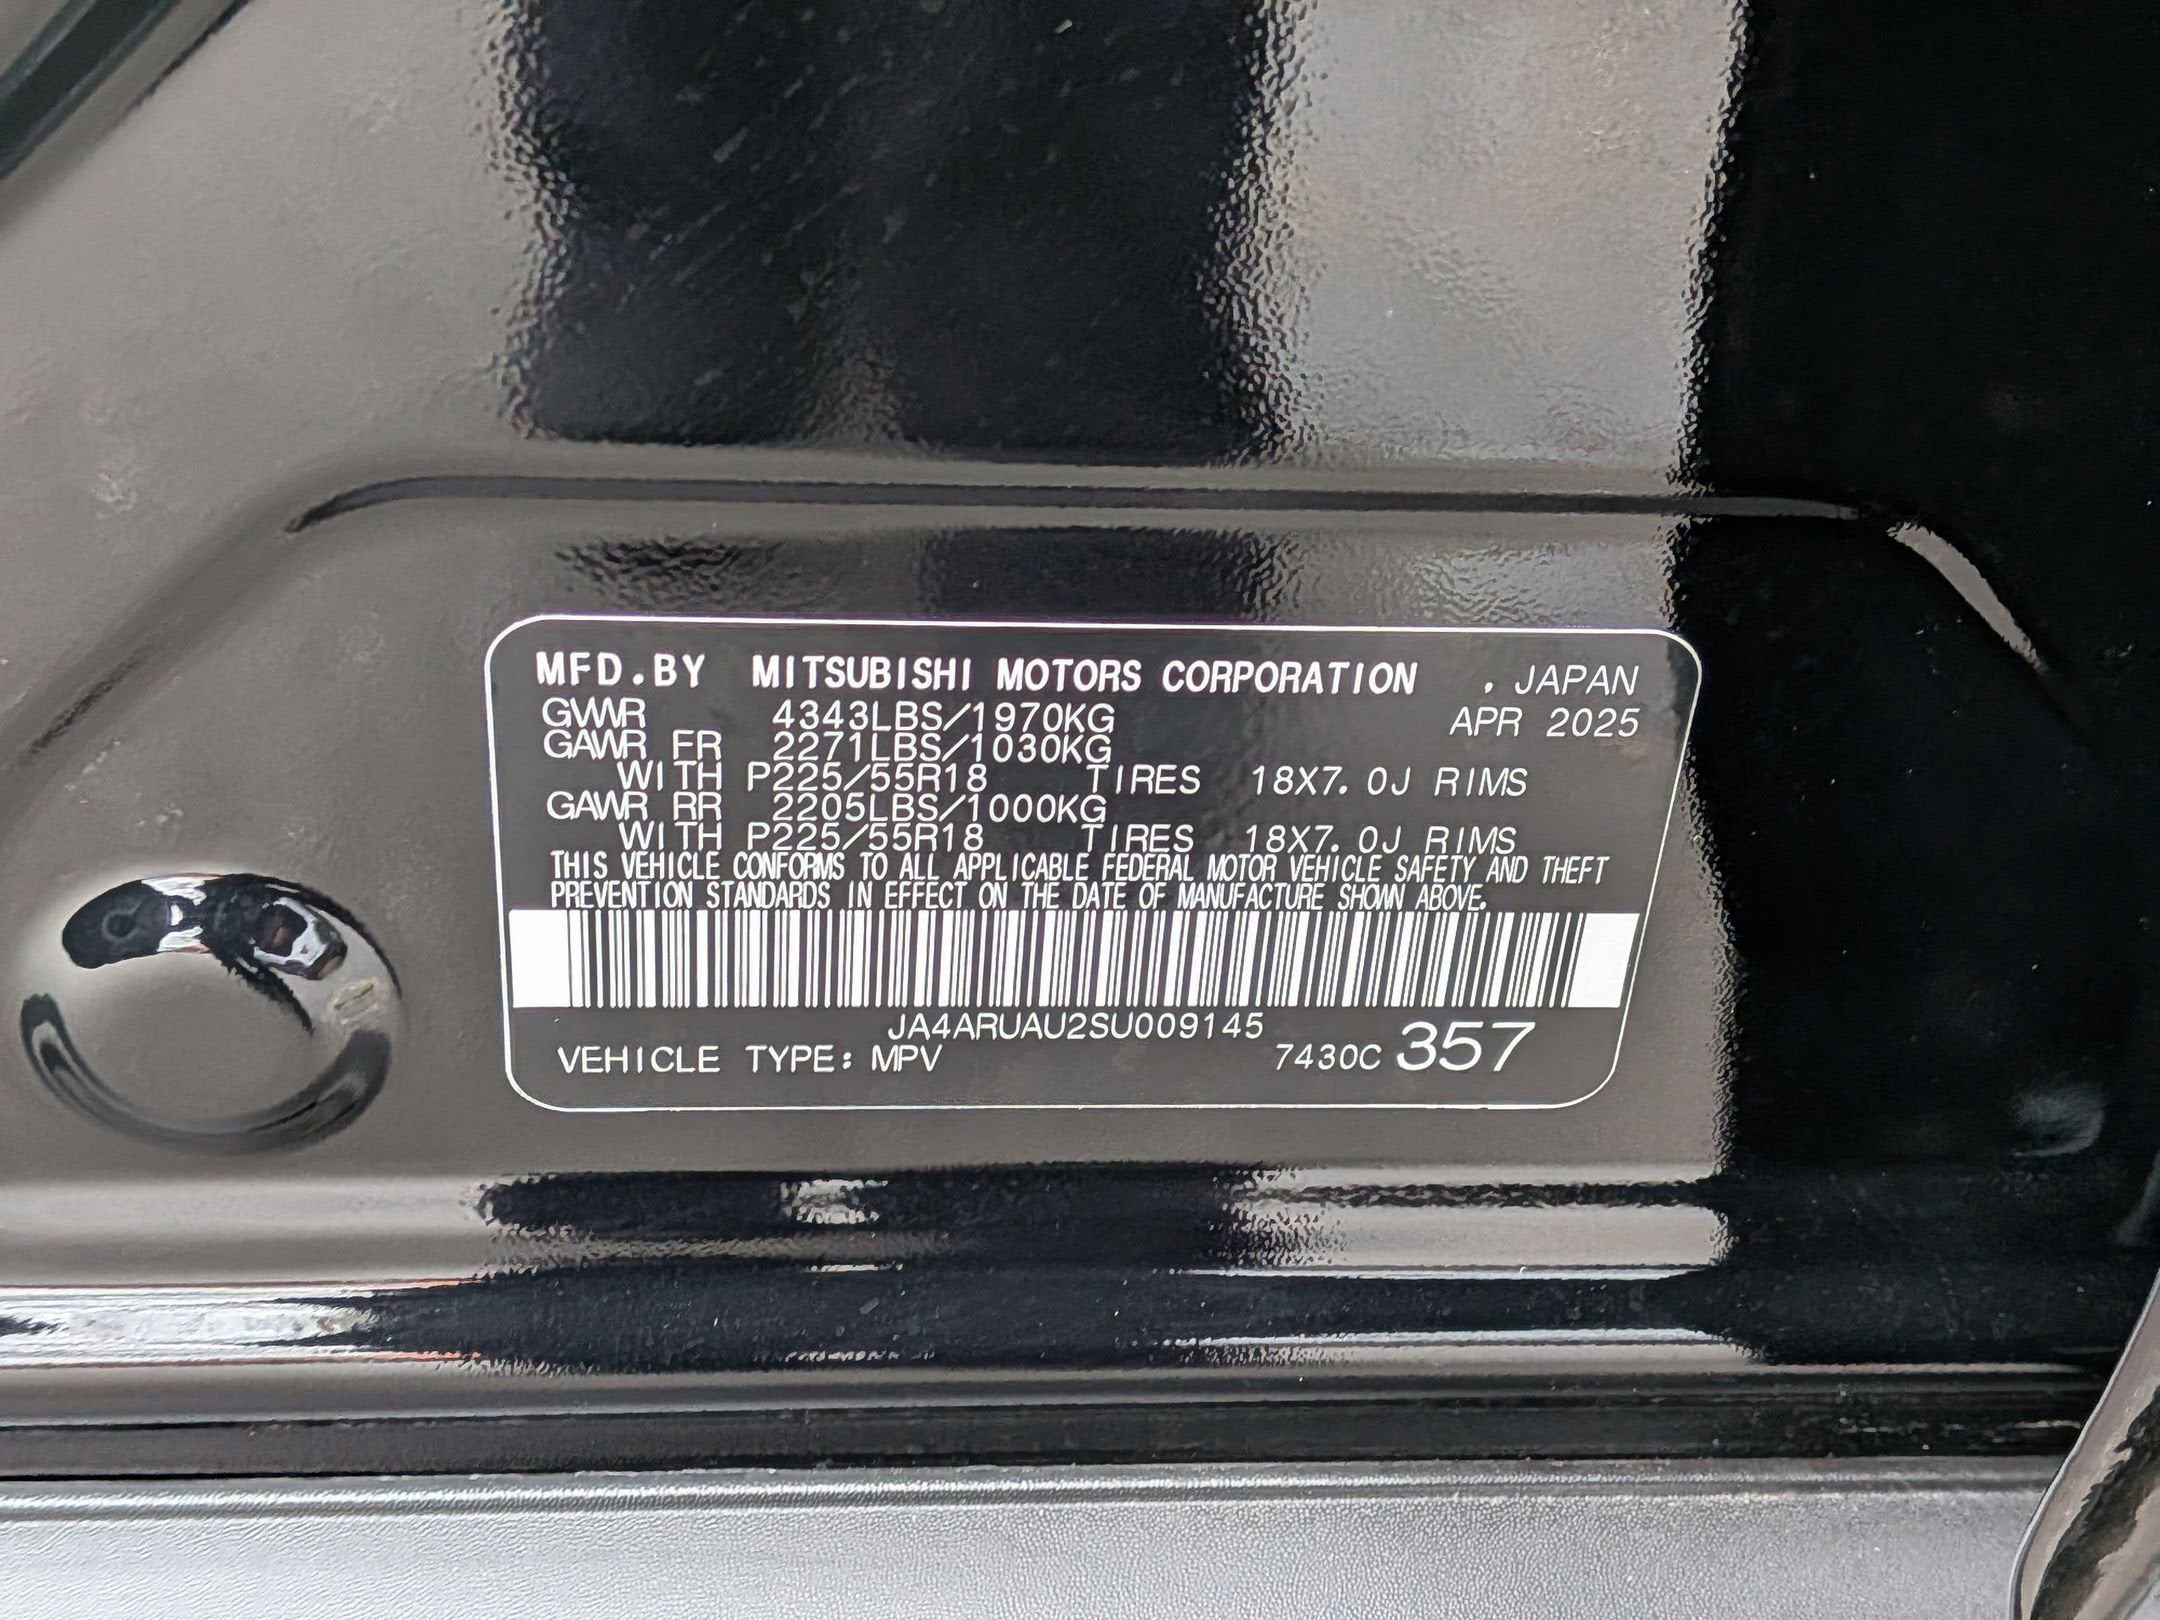 MFD.BY MITSUBISHI MOTORS CORPORATION , JAPAN
GVWR 4343LBS/1970KG APR 2025
GAWR FR 2271LBS/1030KG
WITH P225/55R18 TIRES 18X7.0J RIMS
GAWR RR 2205LBS/1000KG
WITH P225/55R18 TIRES 18X7.0J RIMS
THIS VEHICLE CONFORMS TO ALL APPLICABLE FEDERAL MOTOR VEHICLE SAFETY AND THEFT
PREVENTION STANDARDS IN EFFECT ON THE DATE OF MANUFACTURE SHOWN ABOVE.
JA4ARUAU2SU009145
VEHICLE TYPE: MPV 7430C 357